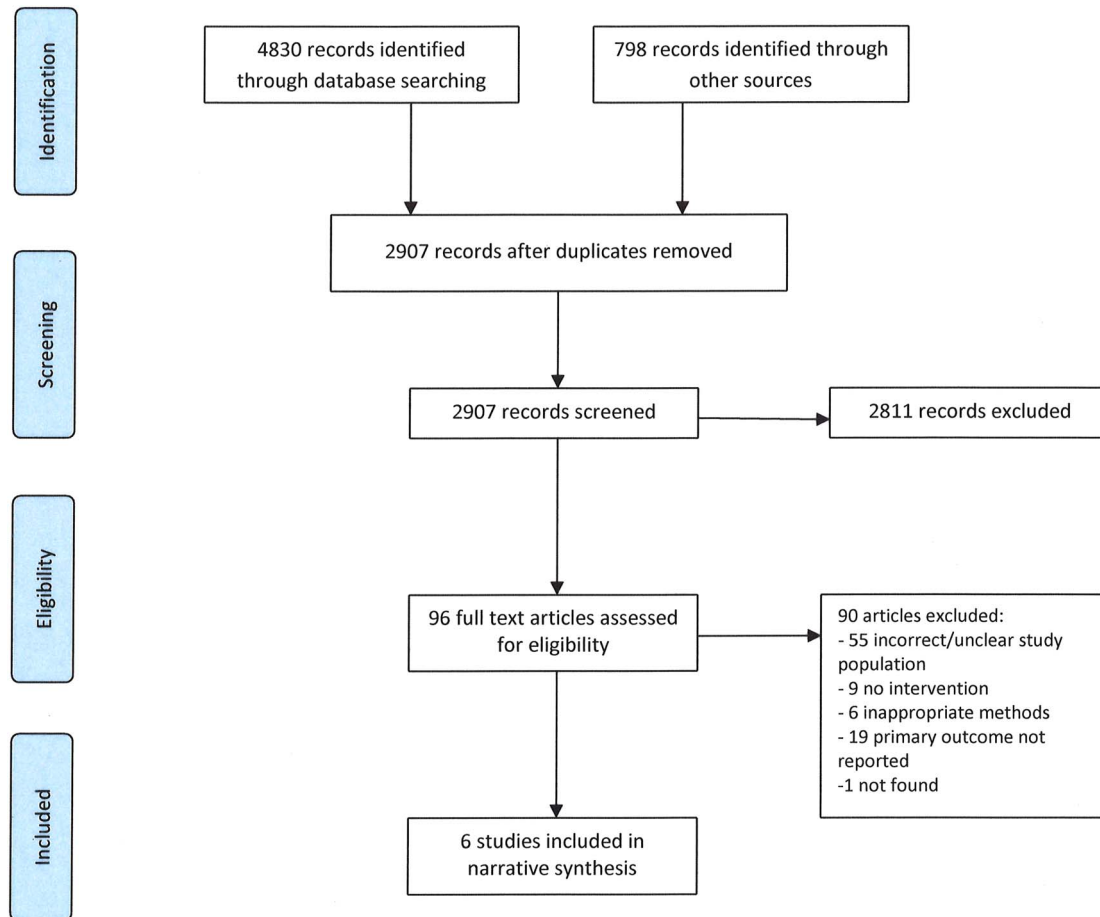 Identification
4830 records identified
through database searching
798 records identified through
other sources
2907 records after duplicates removed
Screening
2907 records screened
2811 records excluded
Eligibility
96 full text articles assessed
for eligibility
90 articles excluded:
- 55 incorrect/unclear study
population
- 9 no intervention
- 6 inappropriate methods
- 19 primary outcome not
reported
-1 not found
Included
6 studies included in
narrative synthesis